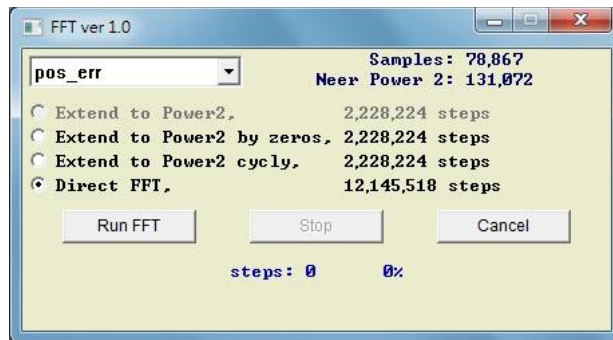 FFT ver 1.0
pos_err
Samples: 78,867
Neer Power 2: 131,072
Extend to Power2, 2,228,224 steps
Extend to Power2 by zeros, 2,228,224 steps
Extend to Power2 cycly, 2,228,224 steps
Direct FFT, 12,145,518 steps
Run FFT Stop Cancel
steps: 0 0%